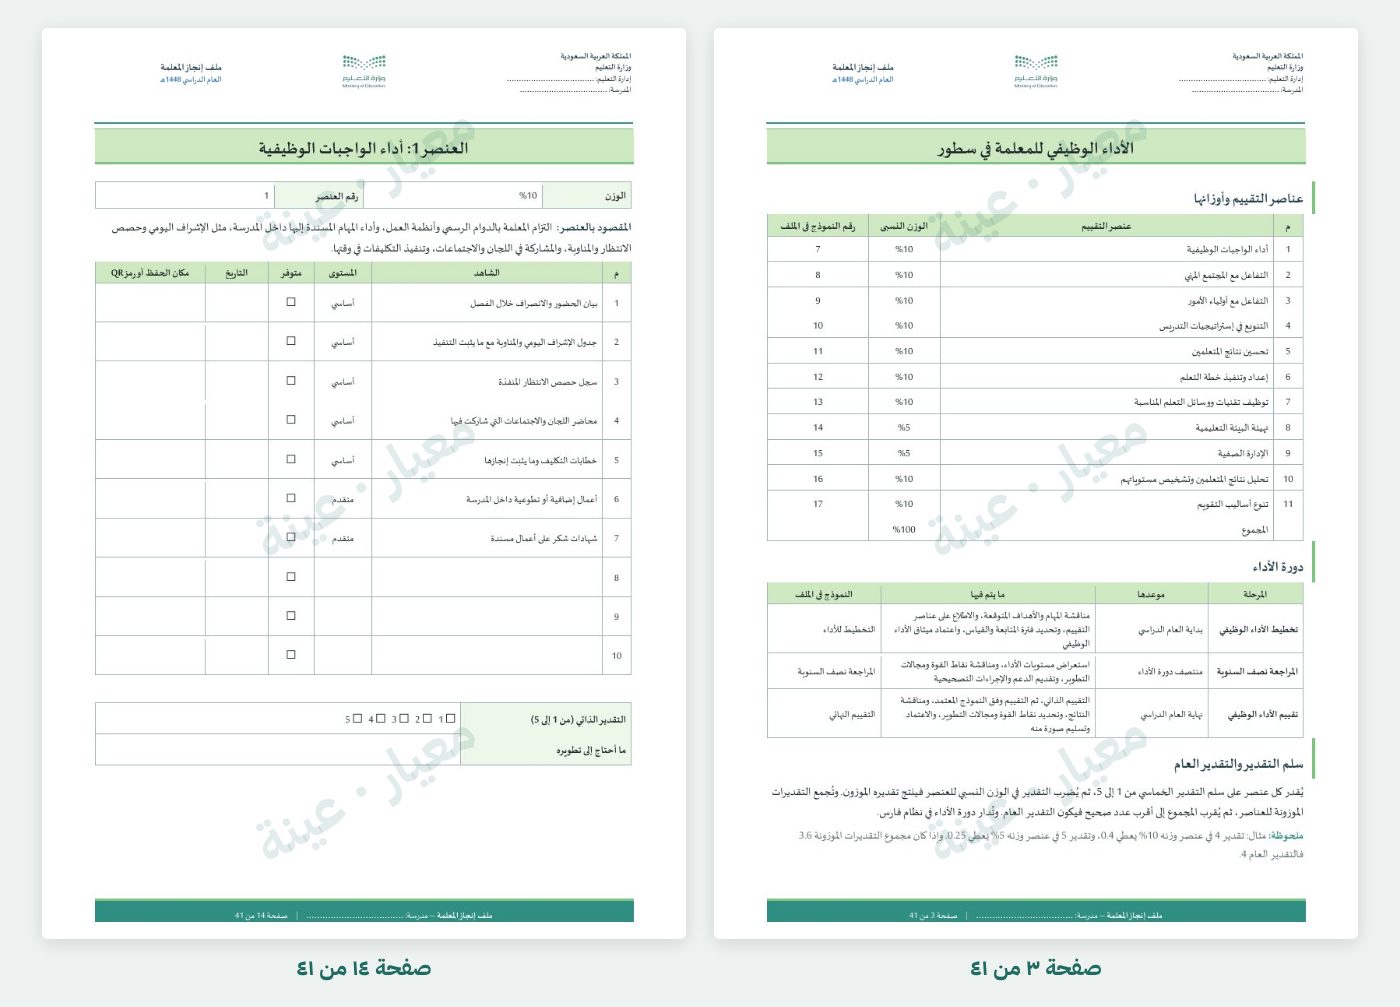 المملكة العربية السعودية
وزارة التعليم
إدارة التعليم: ..................................
المدرسة: ..................................
وزارة التعليم
Ministry of Education
ملف إنجاز المعلمة
العام الدراسي 1448هـ
الأداء الوظيفي للمعلمة في سطور
عناصر التقييم وأوزانها
م عنصر التقييم الوزن النسبي رقم النموذج في الملف
1 أداء الواجبات الوظيفية 10% 7
2 التفاعل مع المجتمع المهني 10% 8
3 التفاعل مع أولياء الأمور 10% 9
4 التنويع في إستراتيجيات التدريس 10% 10
5 تحسين نتائج المتعلمين 10% 11
6 إعداد وتنفيذ خطة التعلم 10% 12
7 توظيف تقنيات ووسائل التعلم المناسبة 10% 13
8 تهيئة البيئة التعليمية 5% 14
9 الإدارة الصفية 5% 15
10 تحليل نتائج المتعلمين وتشخيص مستوياتهم 10% 16
11 تنوع أساليب التقويم 10% 17
المجموع 100%
دورة الأداء
المرحلة موعدها ما يتم فيها النموذج في الملف
تخطيط الأداء الوظيفي بداية العام الدراسي مناقشة المهام والأهداف المتوقعة، والاطلاع على عناصر
التقييم، وتحديد فترة المتابعة والقياس، واعتماد ميثاق الأداء
الوظيفي التخطيط للأداء
المراجعة نصف السنوية منتصف دورة الأداء استعراض مستويات الأداء، ومناقشة نقاط القوة ومجالات
التطوير، وتقديم الدعم والإجراءات التصحيحية المراجعة نصف السنوية
تقييم الأداء الوظيفي نهاية العام الدراسي التقييم الذاتي، ثم التقييم وفق النموذج المعتمد، ومناقشة
النتائج، وتحديد نقاط القوة ومجالات التطوير، والاعتماد
وتسليم صورة منه التقييم النهائي
سلم التقدير والتقدير العام
يُقدر كل عنصر على سلم التقدير الخماسي من 1 إلى 5، ثم يُضرب التقدير في الوزن النسبي للعنصر فينتج تقديره الموزون. وتُجمع التقديرات
الموزونة للعناصر، ثم يُقرب المجموع إلى أقرب عدد صحيح فيكون التقدير العام. وتُدار دورة الأداء في نظام فارس.
ملحوظة: مثال: تقدير 4 في عنصر وزنه 10% يعطي 0.4، وتقدير 5 في عنصر وزنه 5% يعطي 0.25. وإذا كان مجموع التقديرات الموزونة 3.6
فالتقدير العام 4.
ملف إنجاز المعلمة – مدرسة: .................................. | صفحة 3 من 41
معيار · عينة
معيار · عينة
معيار · عينة
صفحة ٣ من ٤١
المملكة العربية السعودية
وزارة التعليم
إدارة التعليم: ..................................
المدرسة: ..................................
وزارة التعليم
Ministry of Education
ملف إنجاز المعلمة
العام الدراسي 1448هـ
العنصر 1: أداء الواجبات الوظيفية
الوزن 10% رقم العنصر 1
المقصود بالعنصر: التزام المعلمة بالدوام الرسمي وأنظمة العمل، وأداء المهام المسندة إليها داخل المدرسة، مثل الإشراف اليومي وحصص
الانتظار والمناوبة، والمشاركة في اللجان والاجتماعات، وتنفيذ التكليفات في وقتها.
م الشاهد المستوى متوفر التاريخ مكان الحفظ أو رمز QR
1 بيان الحضور والانصراف خلال الفصل أساسي ☐
2 جدول الإشراف اليومي والمناوبة مع ما يثبت التنفيذ أساسي ☐
3 سجل حصص الانتظار المنفذة أساسي ☐
4 محاضر اللجان والاجتماعات التي شاركت فيها أساسي ☐
5 خطابات التكليف وما يثبت إنجازها أساسي ☐
6 أعمال إضافية أو تطوعية داخل المدرسة متقدم ☐
7 شهادات شكر على أعمال مسندة متقدم ☐
8 ☐
9 ☐
10 ☐
التقدير الذاتي (من 1 إلى 5) ☐ 1 ☐ 2 ☐ 3 ☐ 4 ☐ 5
ما أحتاج إلى تطويره
ملف إنجاز المعلمة – مدرسة: .................................. | صفحة 14 من 41
معيار · عينة
معيار · عينة
معيار · عينة
صفحة ١٤ من ٤١